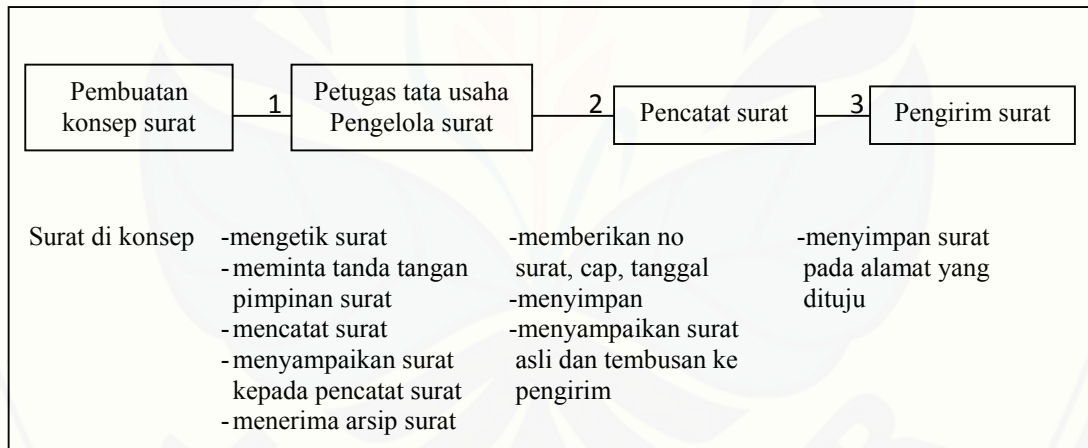 Pembuatan
konsep surat
1
Petugas tata usaha
Pengelola surat
2
Pencatat surat
3
Pengirim surat
Surat di konsep
-mengetik surat
-meminta tanda tangan
pimpinan surat
-mencatat surat
-menyampaikan surat
kepada pencatat surat
-menerima arsip surat
-memberikan no
surat, cap, tanggal
-menyimpan
-menyampaikan surat
asli dan tembusan ke
pengirim
-menyimpan surat
pada alamat yang
dituju